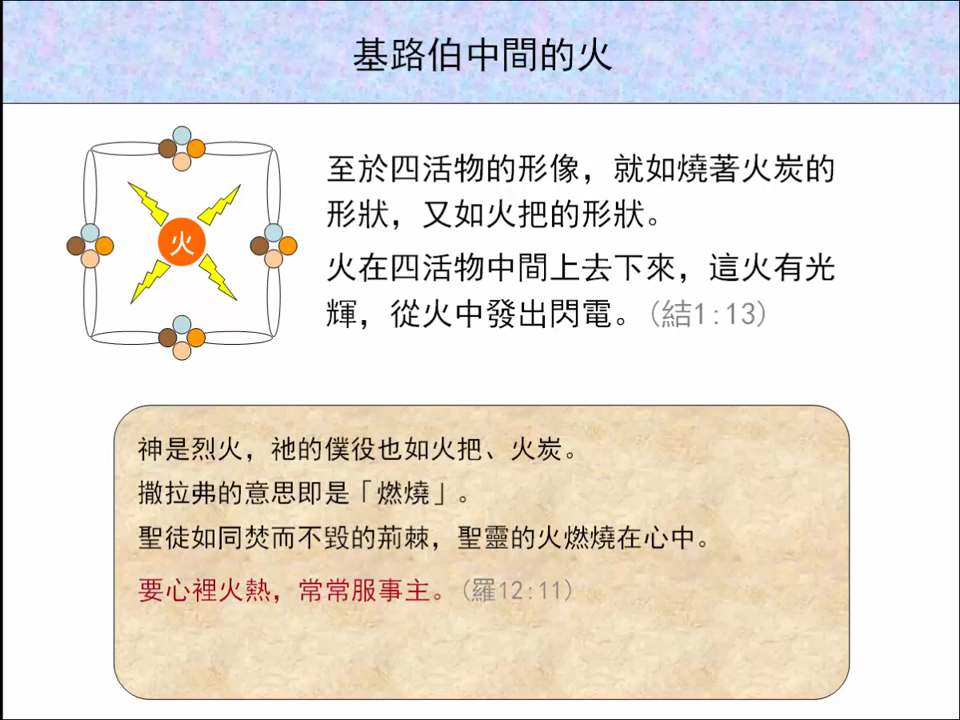 基路伯中間的火
火
至於四活物的形像，就如燒著火炭的
形狀，又如火把的形狀。
火在四活物中間上去下來，這火有光
輝，從火中發出閃電。(結1:13)
神是烈火，祂的僕役也如火把、火炭。
撒拉弗的意思即是「燃燒」。
聖徒如同焚而不毀的荊棘，聖靈的火燃燒在心中。
要心裡火熱，常常服事主。(羅12:11)